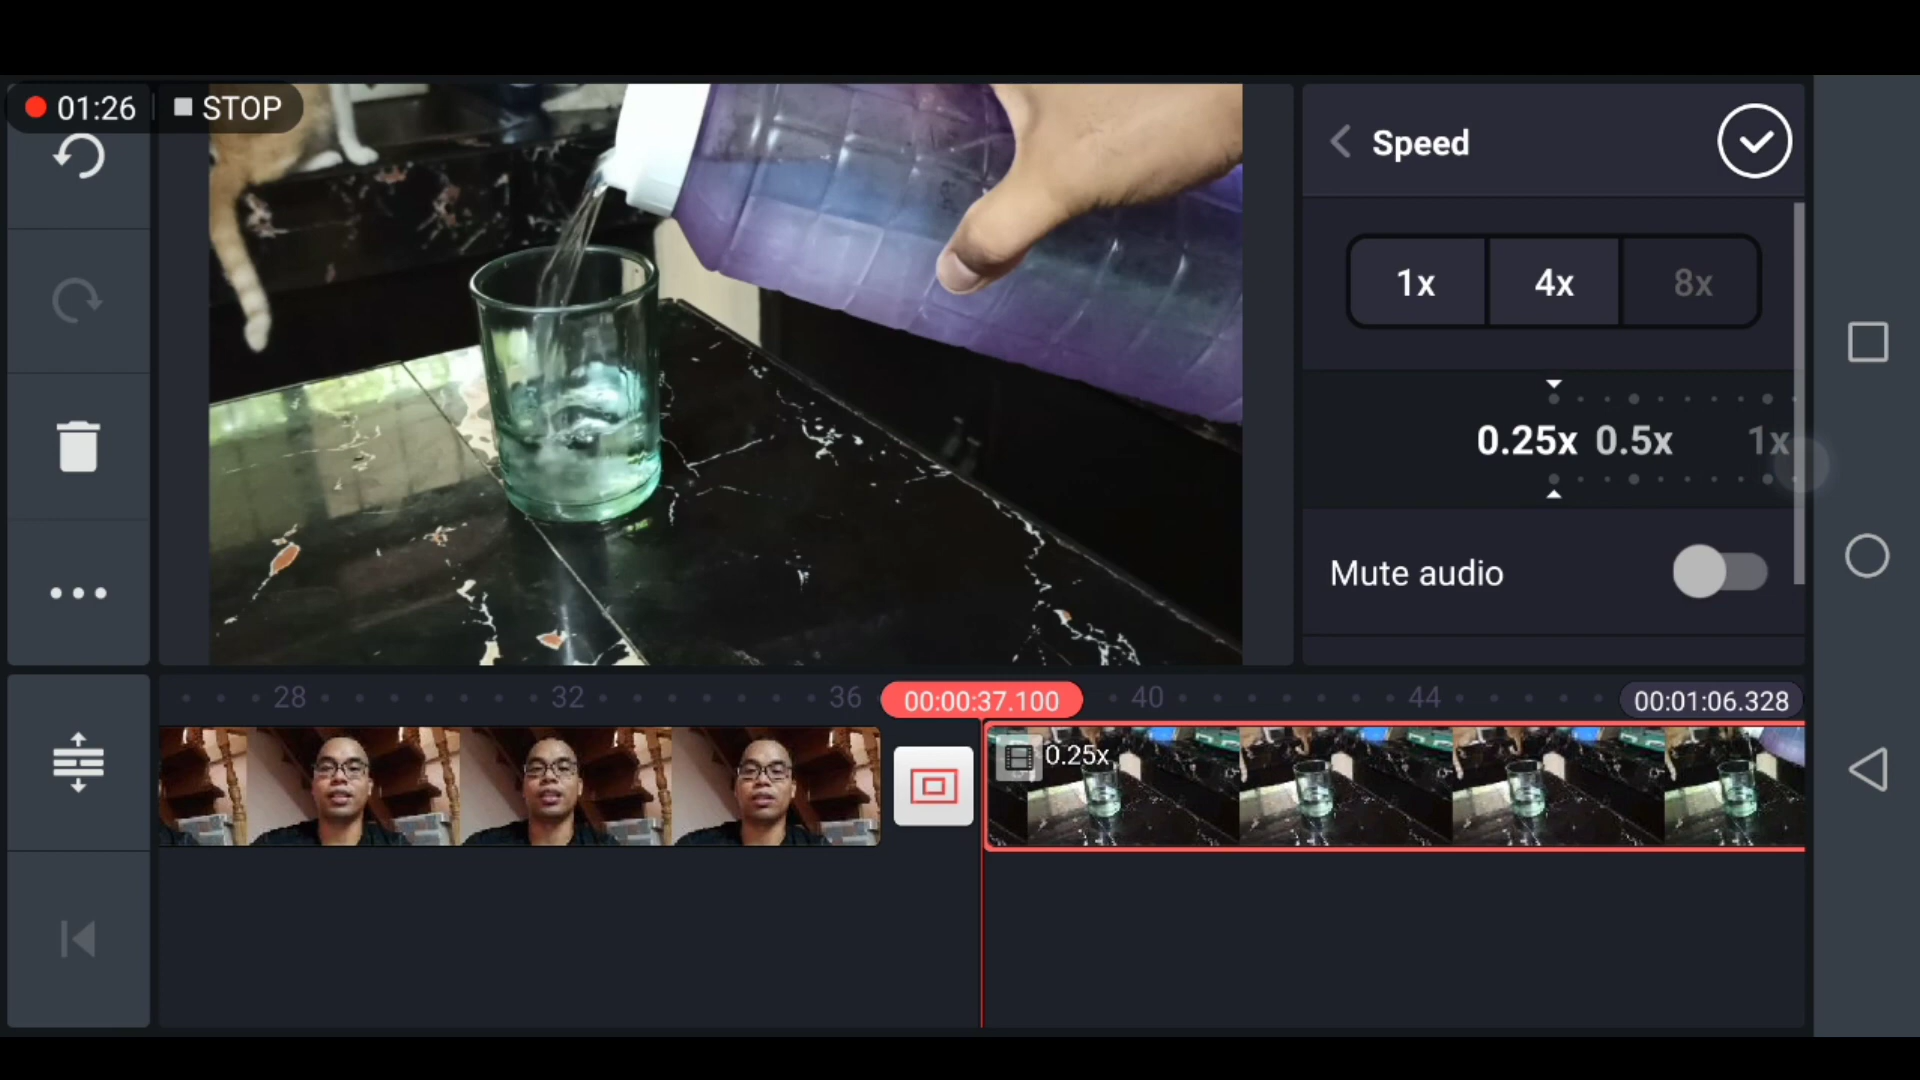 01:26 STOP
Speed
1x 4x 8x
0.25x 0.5x 1x
Mute audio
28 32 36 00:00:37.100 40 44 00:01:06.328
0.25x